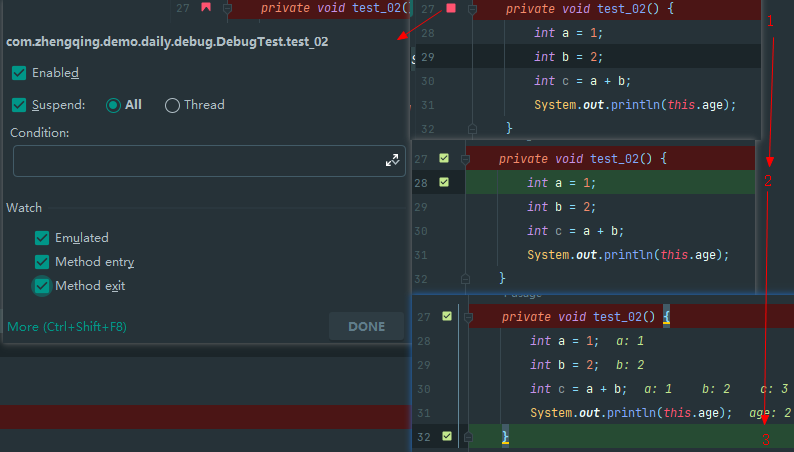 27 private void test_02(
com.zhengqing.demo.daily.debug.DebugTest.test_02
Enabled
Suspend: All Thread
Condition:
Watch
Emulated
Method entry
Method exit
More (Ctrl+Shift+F8) DONE
27 private void test_02() { 1
28 int a = 1;
29 int b = 2;
30 int c = a + b;
31 System.out.println(this.age);
32 }
27 private void test_02() {
28 int a = 1; 2
29 int b = 2;
30 int c = a + b;
31 System.out.println(this.age);
}
1 usage
27 private void test_02() {
28 int a = 1; a: 1
29 int b = 2; b: 2
30 int c = a + b; a: 1 b: 2 c: 3
31 System.out.println(this.age); age: 2
32 } 3